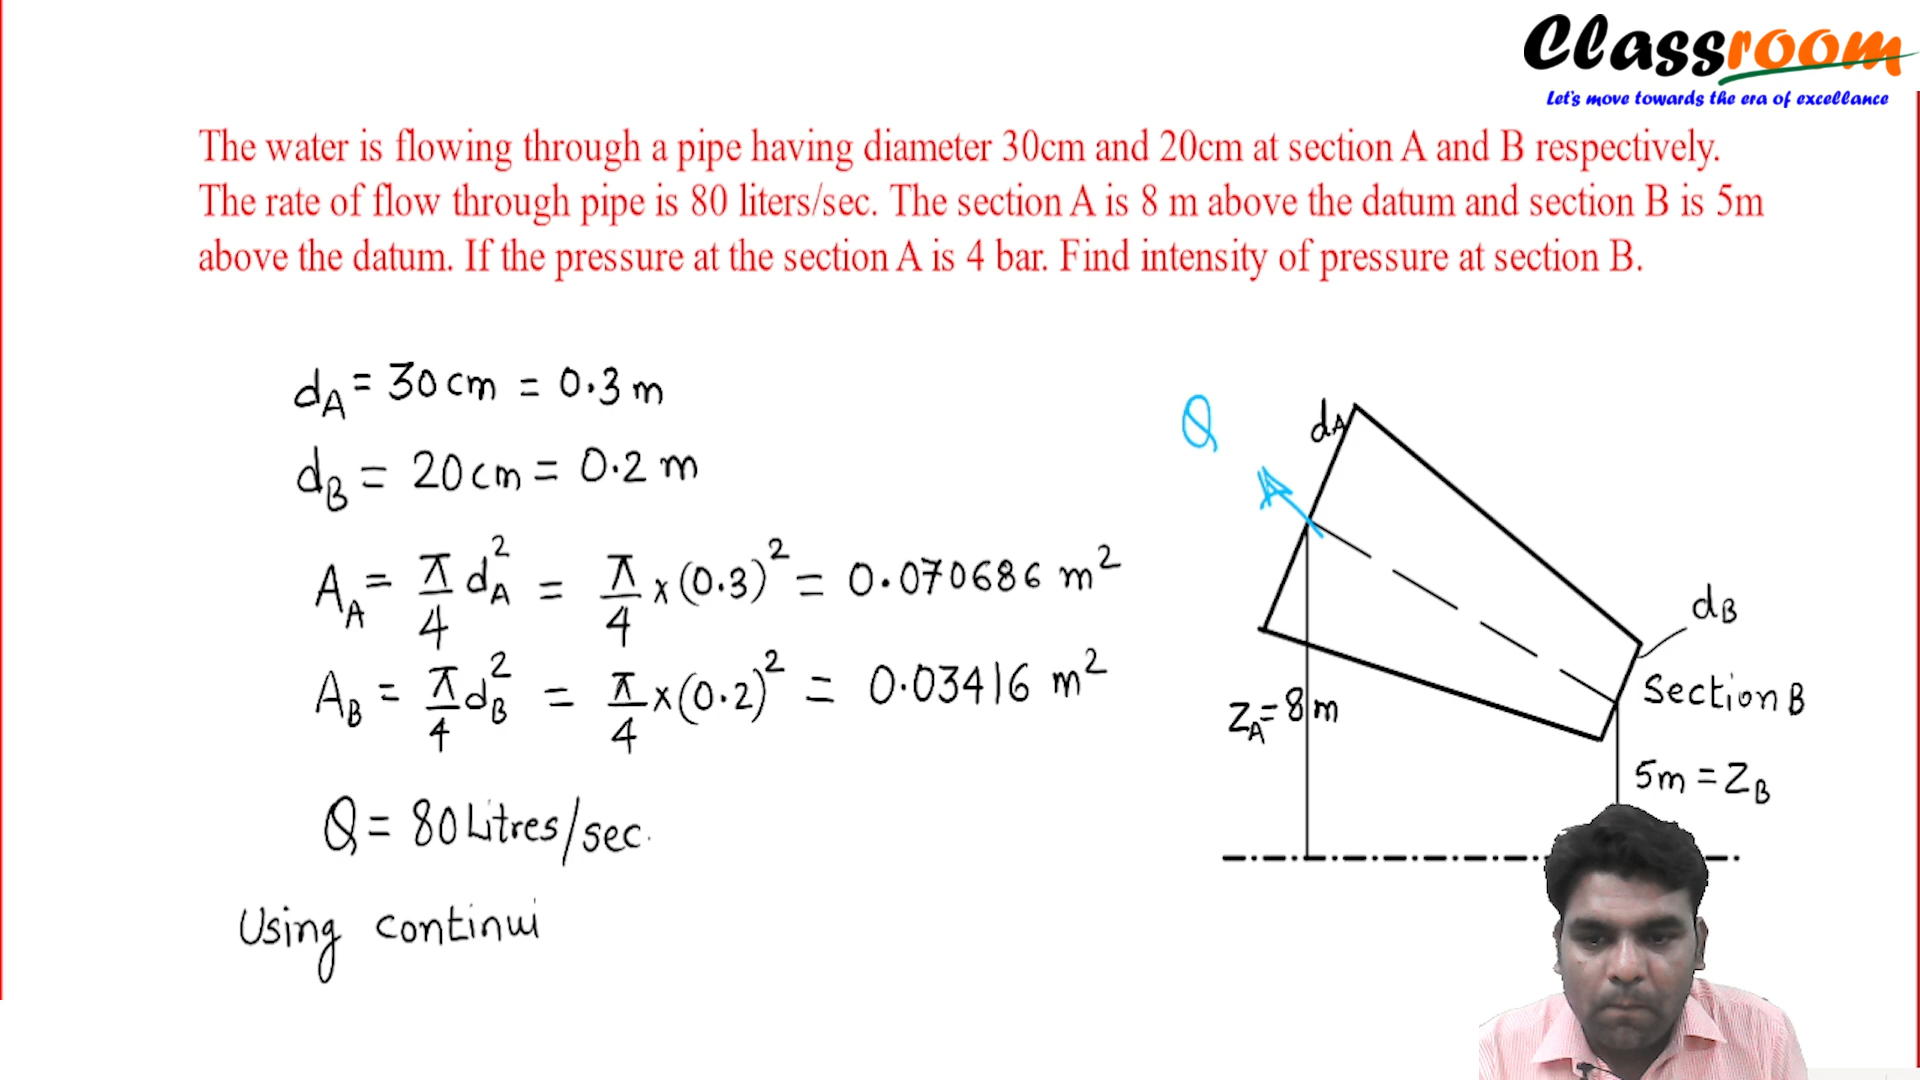 Classroom
Let's move towards the era of excellance
The water is flowing through a pipe having diameter 30cm and 20cm at section A and B respectively.
The rate of flow through pipe is 80 liters/sec. The section A is 8 m above the datum and section B is 5m
above the datum. If the pressure at the section A is 4 bar. Find intensity of pressure at section B.
dA = 30 cm = 0.3 m
dB = 20 cm = 0.2 m
AA = π/4 dA² = π/4 × (0.3)² = 0.070686 m²
AB = π/4 dB² = π/4 × (0.2)² = 0.03416 m²
Q = 80 Litres/sec.
Using continui
Q
dA
dB
Section B
ZA = 8 m
5m = ZB